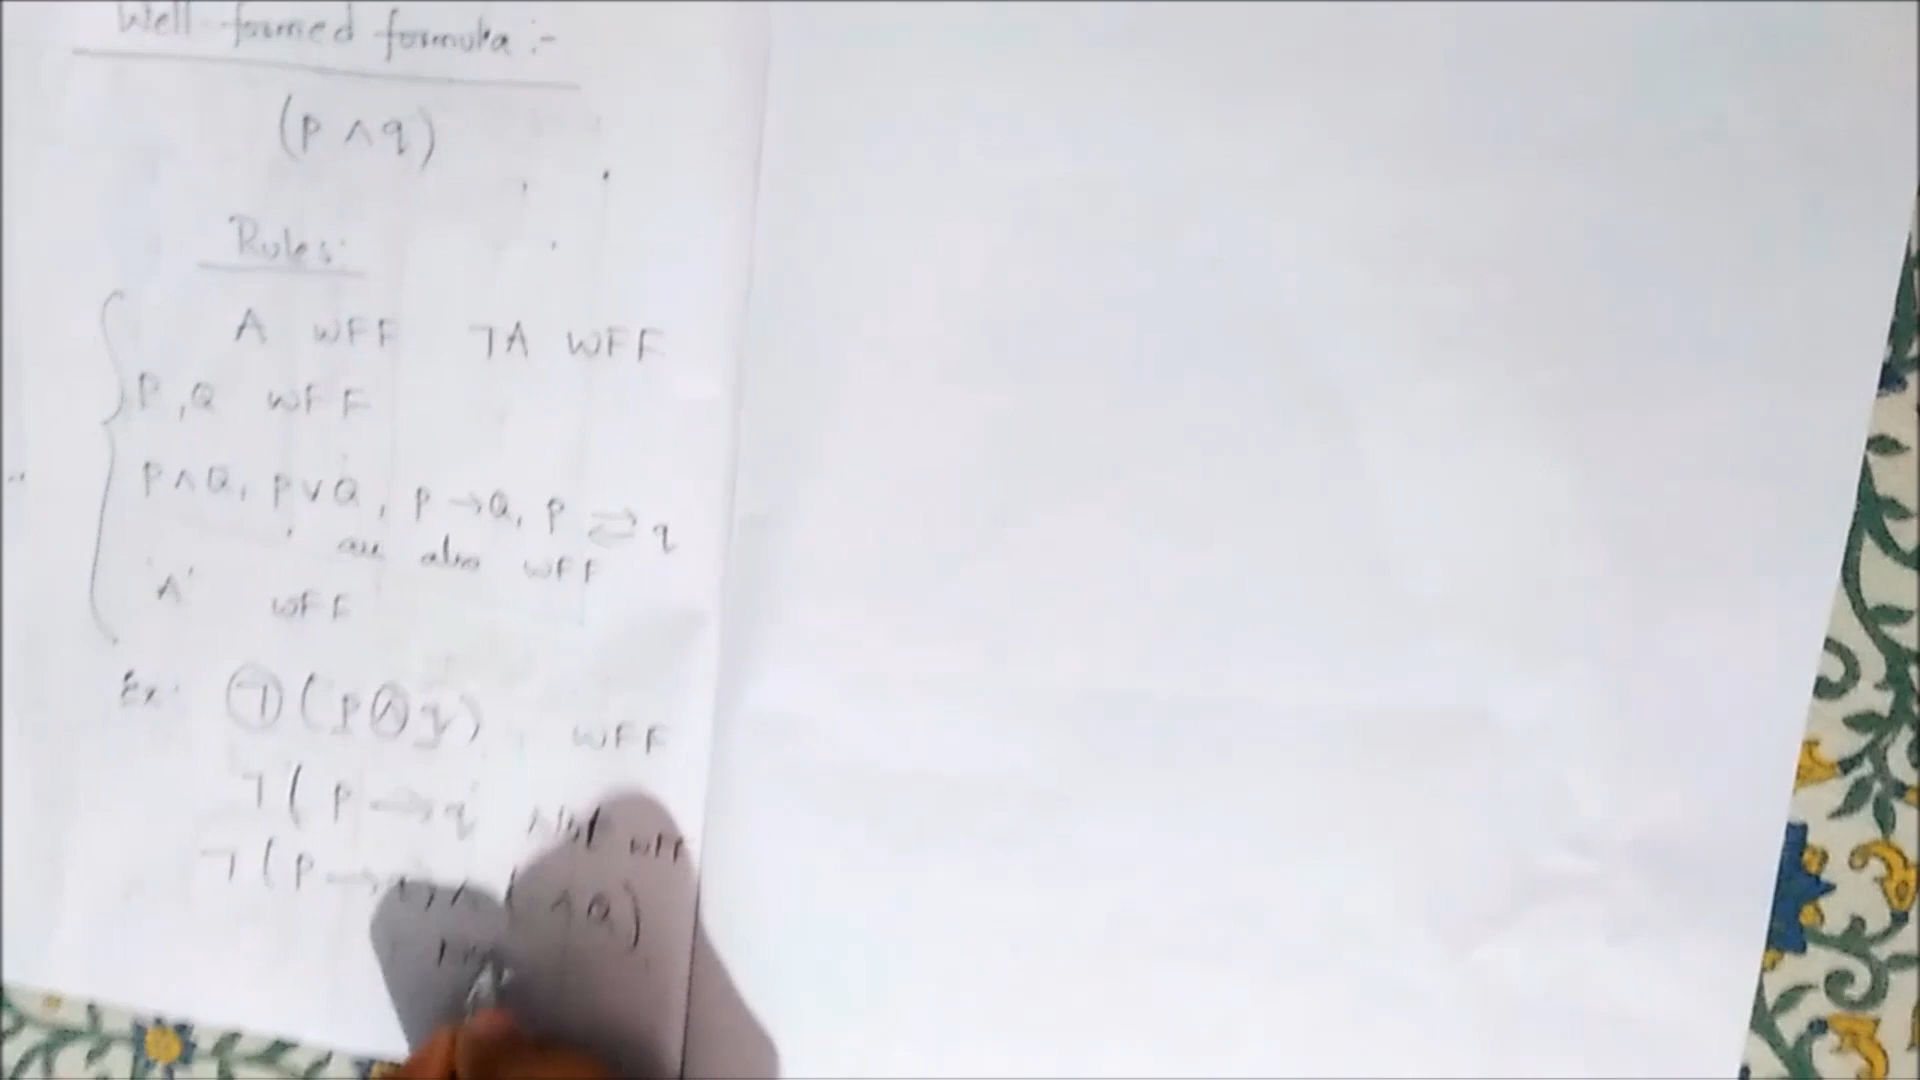 Well formed formula :-
(p ∧ q)
Rules:
A WFF ¬A WFF
P, Q WFF
P∧Q, P∨Q, P→Q, P ⇄ q
are also WFF
'A' WFF
Ex: ¬(p∧q) WFF
¬(P→q Not WFF
¬(P→ ∧ ( ∧Q)